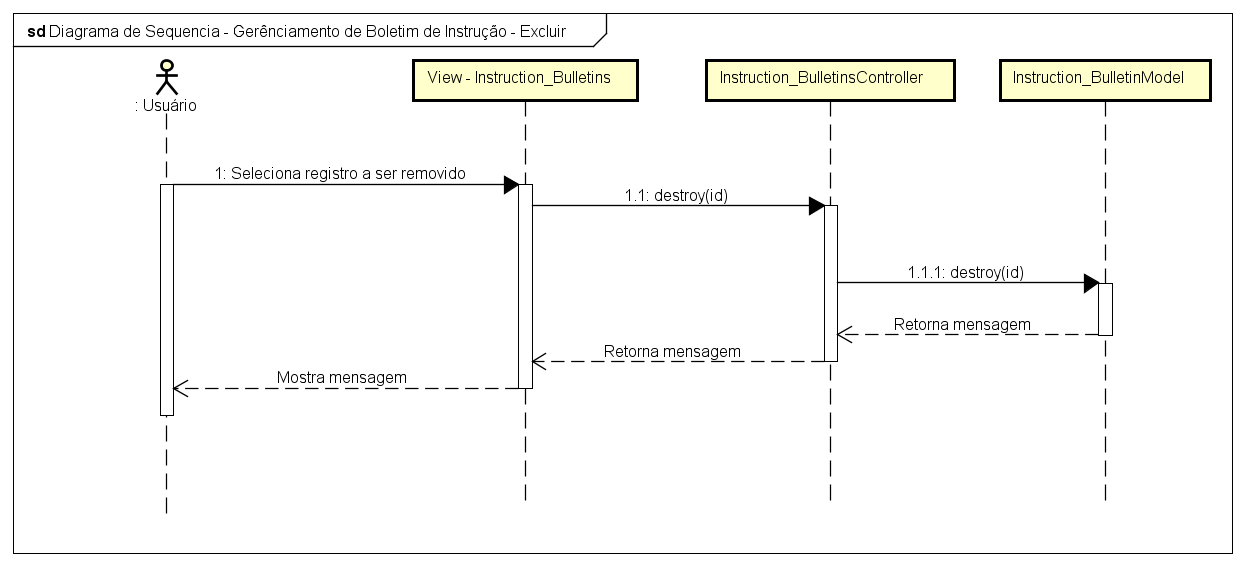 sd Diagrama de Sequencia - Gerênciamento de Boletim de Instrução - Excluir
: Usuário
View - Instruction_Bulletins
Instruction_BulletinsController
Instruction_BulletinModel
1: Seleciona registro a ser removido
1.1: destroy(id)
1.1.1: destroy(id)
Retorna mensagem
Retorna mensagem
Mostra mensagem